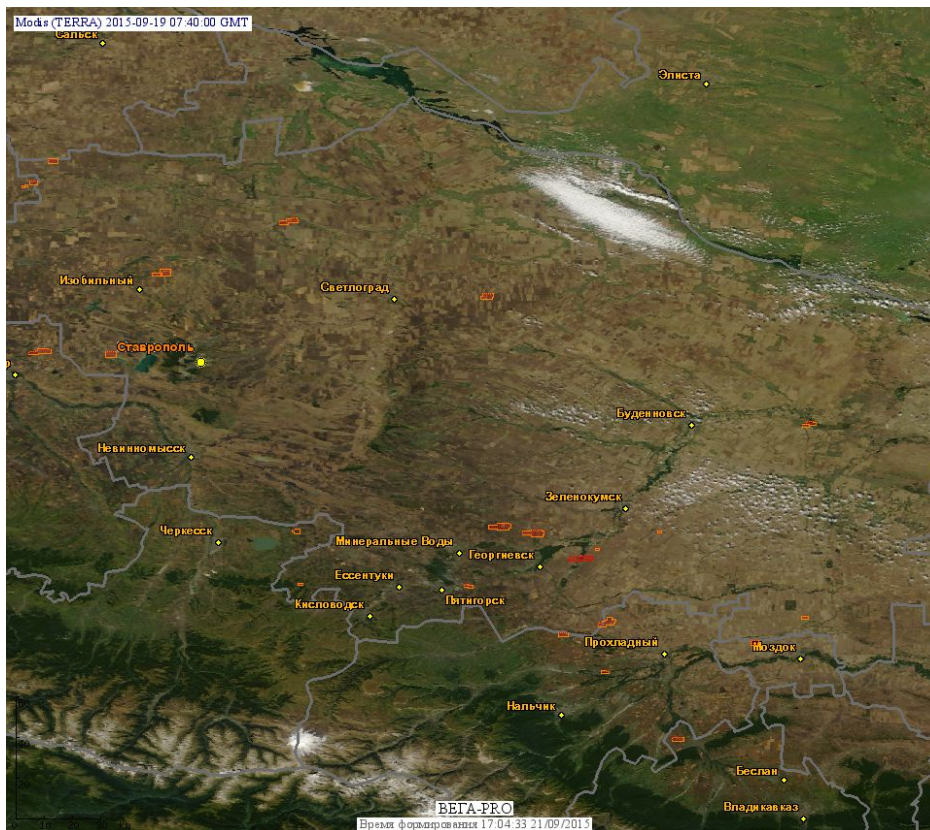 Modis (TERRA) 2015-09-19 07:40:00 GMT
Сальск
Элиста
Изобильный
Светлоград
Ставрополь
р
Буденновск
Невинномысск
Зеленокумск
Черкесск
Минеральные Воды
Георгиевск
Ессентуки
Пятигорск
Кисловодск
Прохладный
Моздок
Нальчик
Беслан
Владикавказ
ВЕГА-PRO
Время формирования 17:04:33 21/09/2015